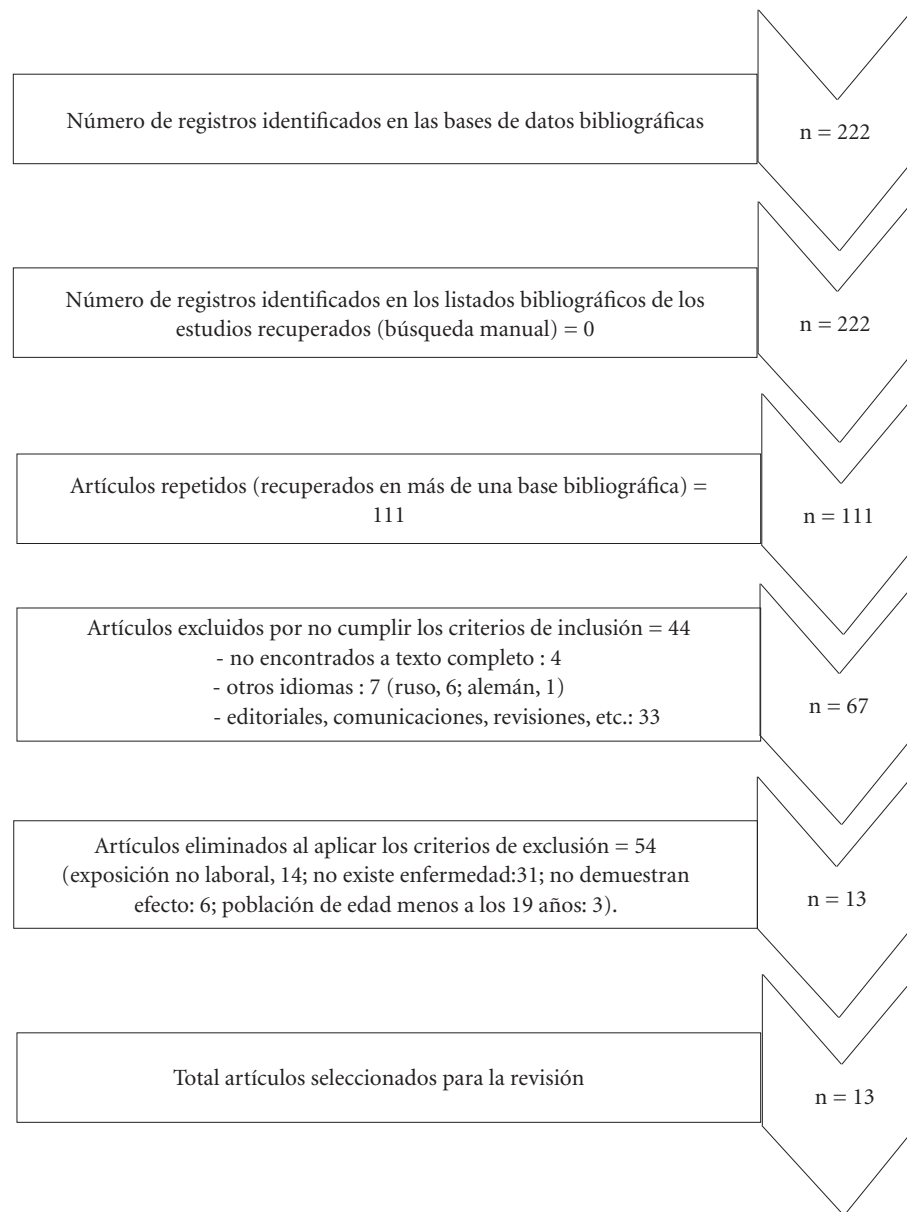 Número de registros identificados en las bases de datos bibliográficas
n = 222
Número de registros identificados en los listados bibliográficos de los
estudios recuperados (búsqueda manual) = 0
n = 222
Artículos repetidos (recuperados en más de una base bibliográfica) =
111
n = 111
Artículos excluidos por no cumplir los criterios de inclusión = 44
- no encontrados a texto completo : 4
- otros idiomas : 7 (ruso, 6; alemán, 1)
- editoriales, comunicaciones, revisiones, etc.: 33
n = 67
Artículos eliminados al aplicar los criterios de exclusión = 54
(exposición no laboral, 14; no existe enfermedad:31; no demuestran
efecto: 6; población de edad menos a los 19 años: 3).
n = 13
Total artículos seleccionados para la revisión
n = 13